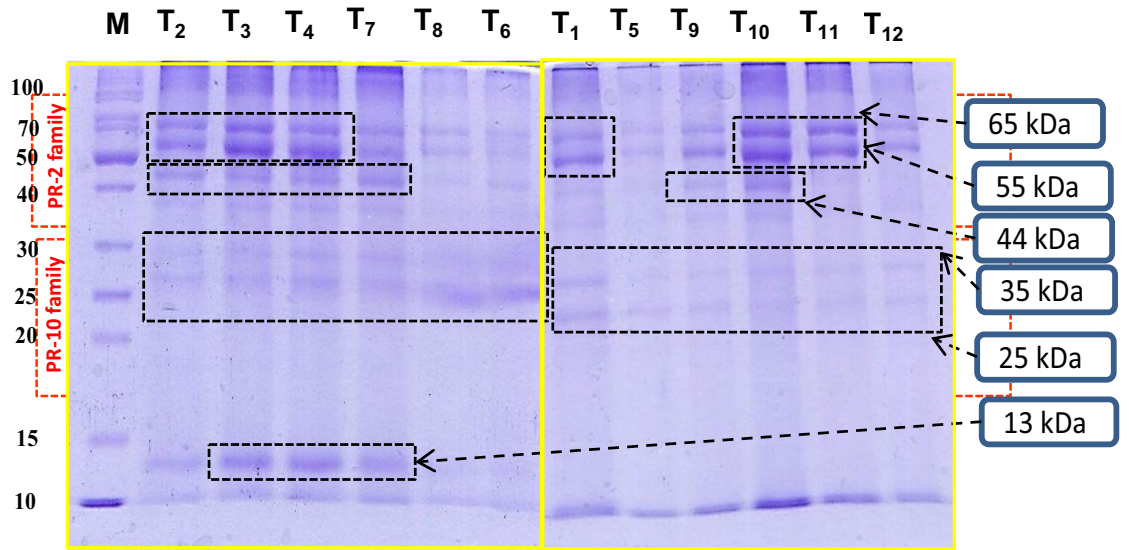 M T₂ T₃ T₄ T₇ T₈ T₆ T₁ T₅ T₉ T₁₀ T₁₁ T₁₂
100
70
50
40
30
25
20
15
10
PR-2 family
PR-10 family
65 kDa
55 kDa
44 kDa
35 kDa
25 kDa
13 kDa